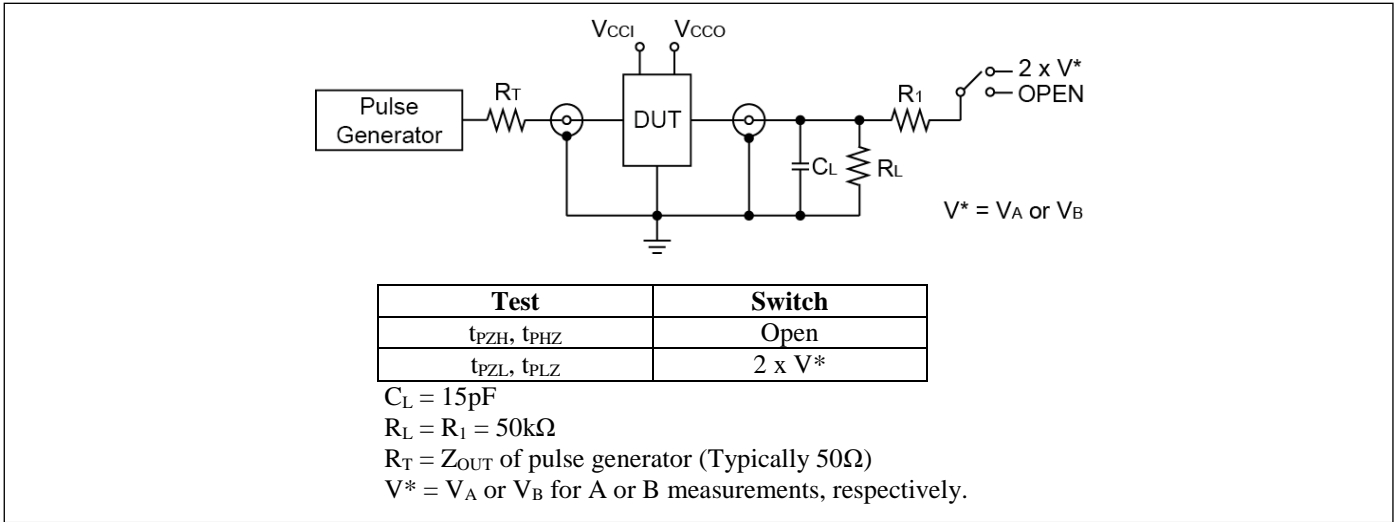 VCCI VCCO
Pulse
Generator
RT
DUT
CL
RL
R1
2 x V*
OPEN
V* = VA or VB
Test Switch
tPZH, tPHZ Open
tPZL, tPLZ 2 x V*
CL = 15pF
RL = R1 = 50kΩ
RT = ZOUT of pulse generator (Typically 50Ω)
V* = VA or VB for A or B measurements, respectively.